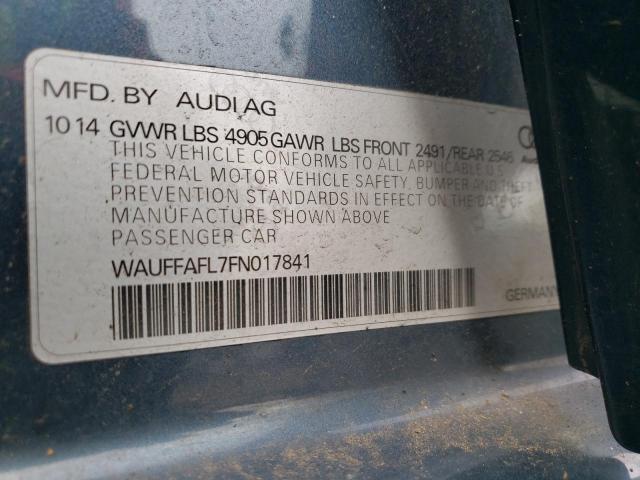 MFD. BY AUDI AG
10 14 GVWR LBS 4905 GAWR LBS FRONT 2491/REAR 2546
THIS VEHICLE CONFORMS TO ALL APPLICABLE U.S.
FEDERAL MOTOR VEHICLE SAFETY, BUMPER AND THEFT
PREVENTION STANDARDS IN EFFECT ON THE DATE OF
MANUFACTURE SHOWN ABOVE
PASSENGER CAR
WAUFFAFL7FN017841
GERMANY